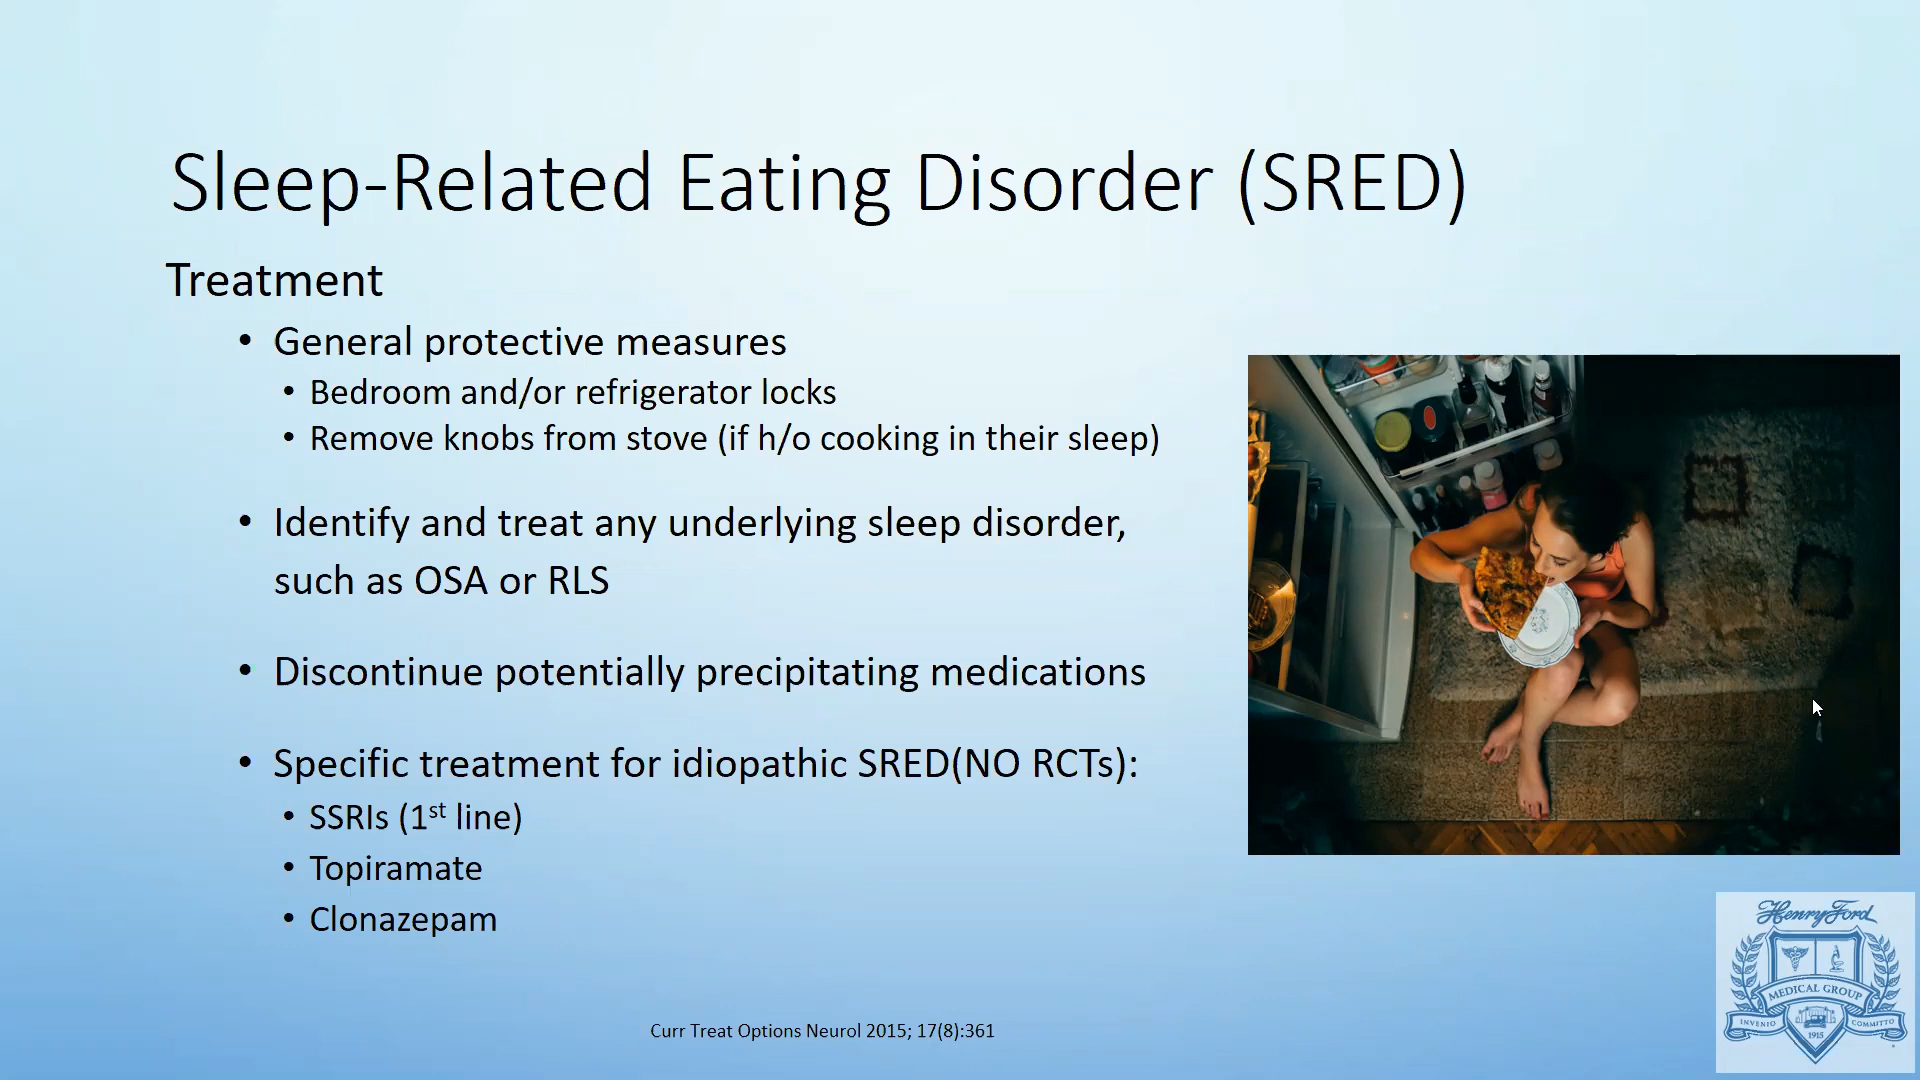 Sleep-Related Eating Disorder (SRED)
Treatment
• General protective measures
• Bedroom and/or refrigerator locks
• Remove knobs from stove (if h/o cooking in their sleep)
• Identify and treat any underlying sleep disorder,
such as OSA or RLS
• Discontinue potentially precipitating medications
• Specific treatment for idiopathic SRED(NO RCTs):
• SSRIs (1st line)
• Topiramate
• Clonazepam
Curr Treat Options Neurol 2015; 17(8):361
Henry Ford
MEDICAL GROUP
INVENIO COMMITTO
1915